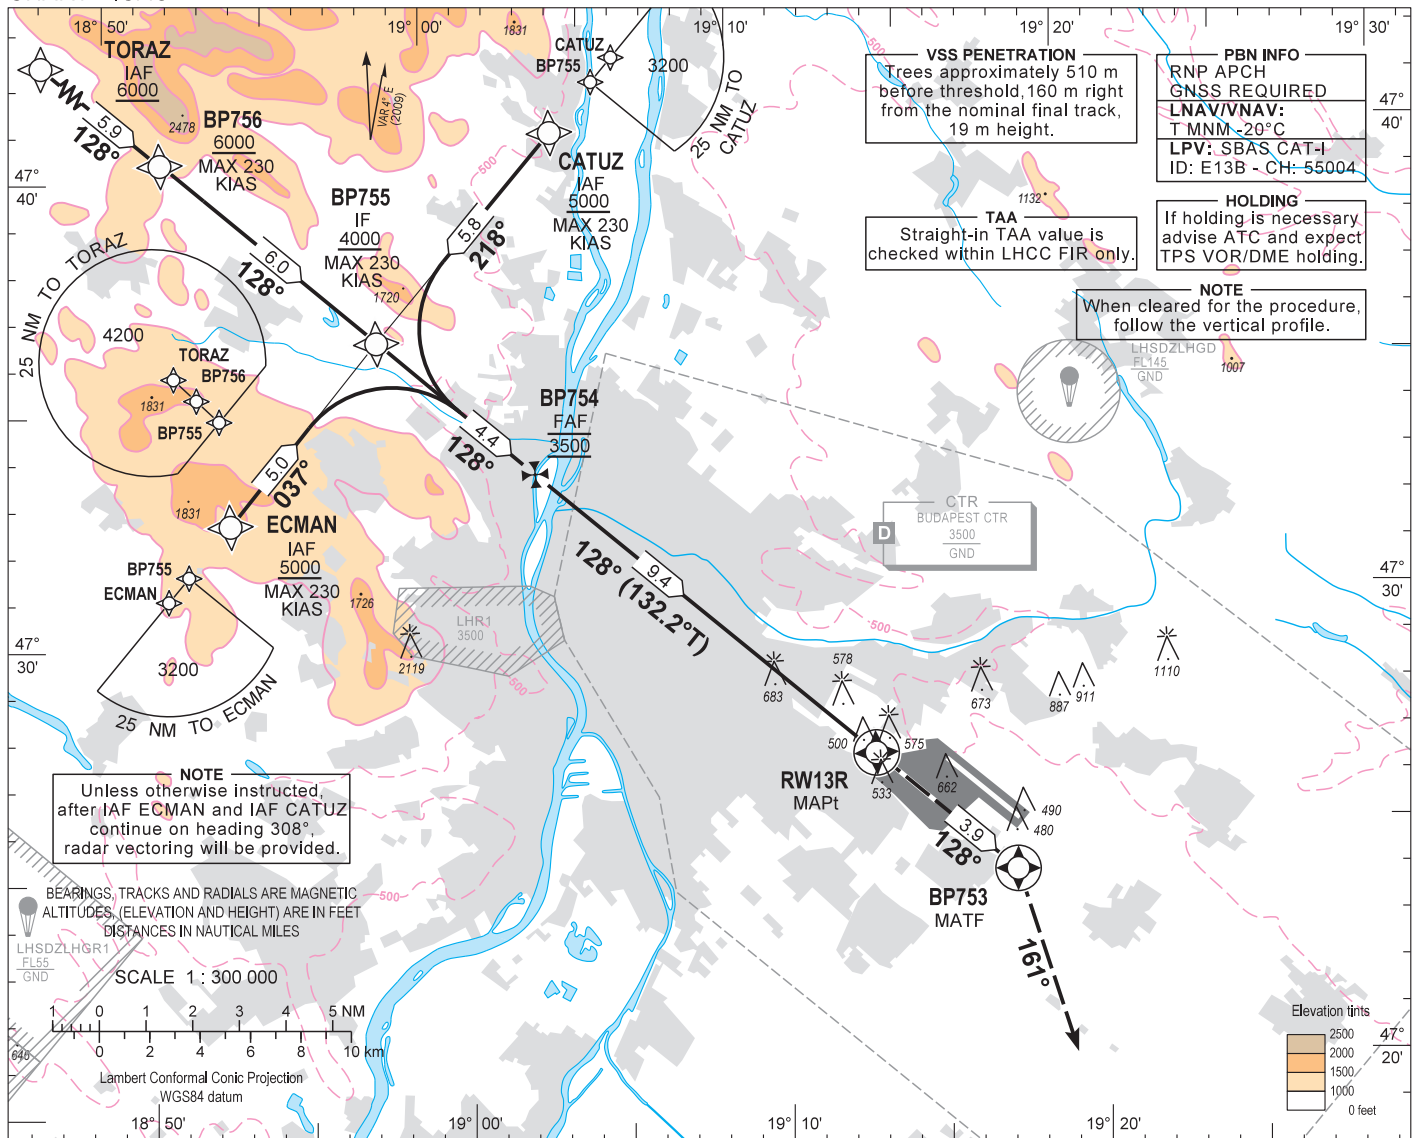 18° 50'
19° 00'
19° 10'
19° 20'
19° 30'
TORAZ
IAF
6000
1831
CATUZ
BP755
3200
25 NM TO
CATUZ
VAR 4° E
(2009)
2478
5.9
128°
BP756
6000
MAX 230
KIAS
500
CATUZ
IAF
5000
MAX 230
KIAS
5.8
218°
BP755
IF
4000
MAX 230
KIAS
1720
6.0
128°
VSS PENETRATION
Trees approximately 510 m
before threshold, 160 m right
from the nominal final track,
19 m height.
PBN INFO
RNP APCH
GNSS REQUIRED
LNAV/VNAV:
T MNM -20°C
LPV: SBAS CAT-I
ID: E13B - CH: 55004
47°
40'
47°
40'
1132
TAA
Straight-in TAA value is
checked within LHCC FIR only.
HOLDING
If holding is necessary
advise ATC and expect
TPS VOR/DME holding.
NOTE
When cleared for the procedure,
follow the vertical profile.
LHSDZLHGD
FL145
GND
1007
25 NM TO TORAZ
4200
TORAZ
BP756
1831
BP755
BP754
FAF
3500
4.4
128°
5.0
037°
500
1831
ECMAN
IAF
5000
MAX 230
KIAS
BP755
ECMAN
1726
2119
3200
25 NM TO ECMAN
LHR1
3500
500
CTR
BUDAPEST CTR
3500
GND
D
9.4
128° (132.2°T)
500
47°
30'
47°
30'
683
578
673
887
911
1110
500
575
533
662
490
480
RW13R
MAPt
3.9
128°
BP753
MATF
161°
NOTE
Unless otherwise instructed,
after IAF ECMAN and IAF CATUZ
continue on heading 308°,
radar vectoring will be provided.
500
BEARINGS, TRACKS AND RADIALS ARE MAGNETIC
ALTITUDES, (ELEVATION AND HEIGHT) ARE IN FEET
DISTANCES IN NAUTICAL MILES
LHSDZLHGR1
FL55
GND
SCALE 1 : 300 000
1 0 1 2 3 4 5 NM
0 2 4 6 8 10 km
646
Lambert Conformal Conic Projection
WGS84 datum
Elevation tints
2500
2000
1500
1000
0 feet
47°
20'
18° 50'
19° 00'
19° 10'
19° 20'